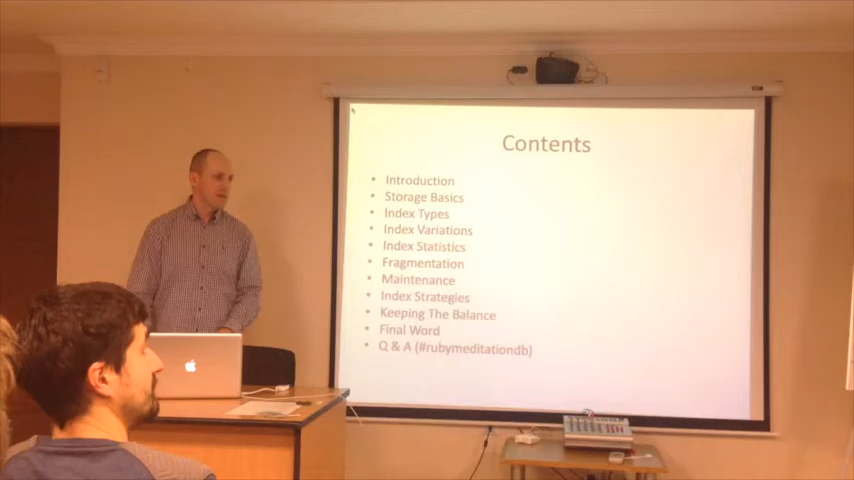 Contents
• Introduction
• Storage Basics
• Index Types
• Index Variations
• Index Statistics
• Fragmentation
• Maintenance
• Index Strategies
• Keeping The Balance
• Final Word
• Q & A (#rubymeditationdb)